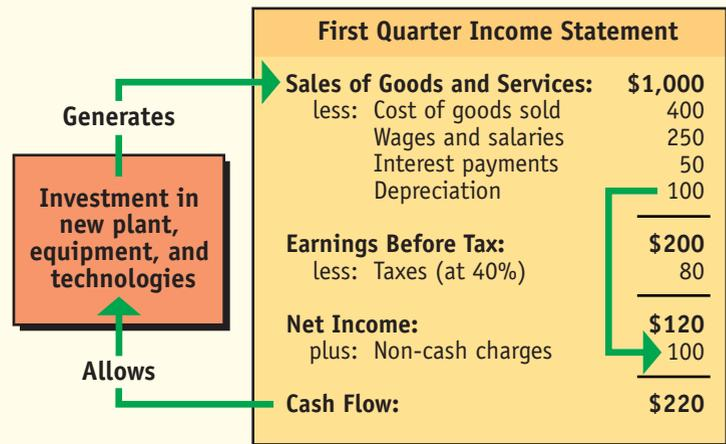 First Quarter Income Statement
Sales of Goods and Services: $1,000
less: Cost of goods sold 400
Wages and salaries 250
Interest payments 50
Depreciation 100
Earnings Before Tax: $200
less: Taxes (at 40%) 80
Net Income: $120
plus: Non-cash charges 100
Cash Flow: $220
Generates
Investment in
new plant,
equipment, and
technologies
Allows